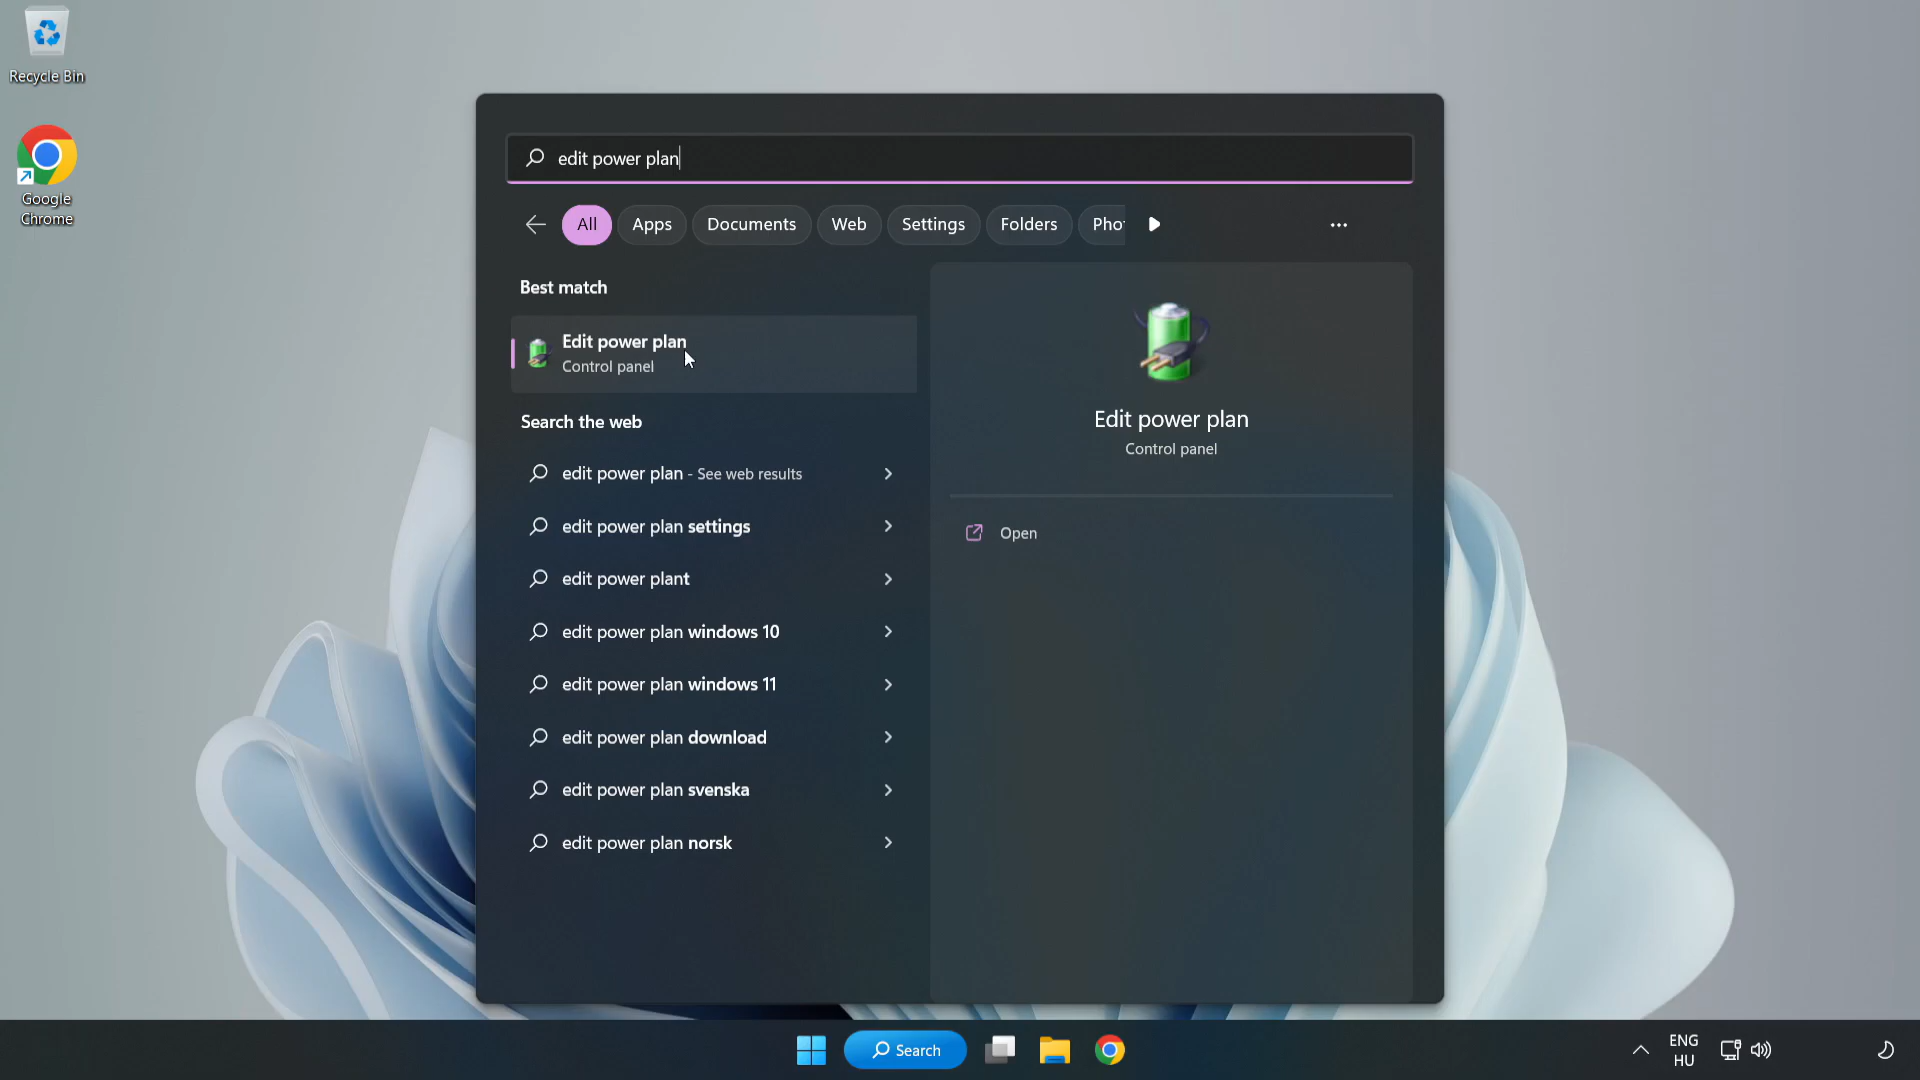 Recycle Bin
Google
Chrome
edit power plan
All
Apps
Documents
Web
Settings
Folders
Phot
Best match
Edit power plan
Control panel
Search the web
edit power plan - See web results
edit power plan settings
edit power plant
edit power plan windows 10
edit power plan windows 11
edit power plan download
edit power plan svenska
edit power plan norsk
Edit power plan
Control panel
Open
Search
ENG
HU